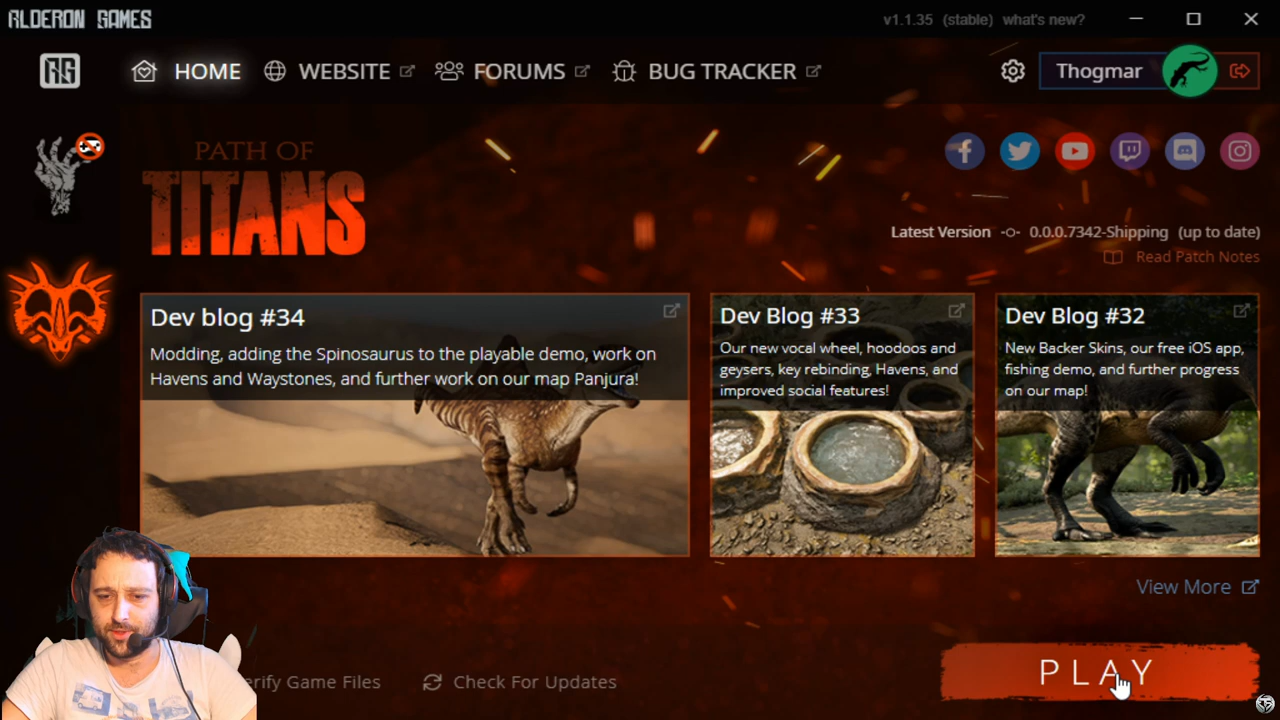 ALDERON GAMES
v1.1.35 (stable) what's new?
AG
HOME
WEBSITE
FORUMS
BUG TRACKER
Thogmar
PATH OF
TITANS
Latest Version 0.0.0.7342-Shipping (up to date)
Read Patch Notes
Dev blog #34
Modding, adding the Spinosaurus to the playable demo, work on
Havens and Waystones, and further work on our map Panjura!
Dev Blog #33
Our new vocal wheel, hoodoos and
geysers, key rebinding, Havens, and
improved social features!
Dev Blog #32
New Backer Skins, our free iOS app,
fishing demo, and further progress
on our map!
View More
erify Game Files
Check For Updates
PLAY